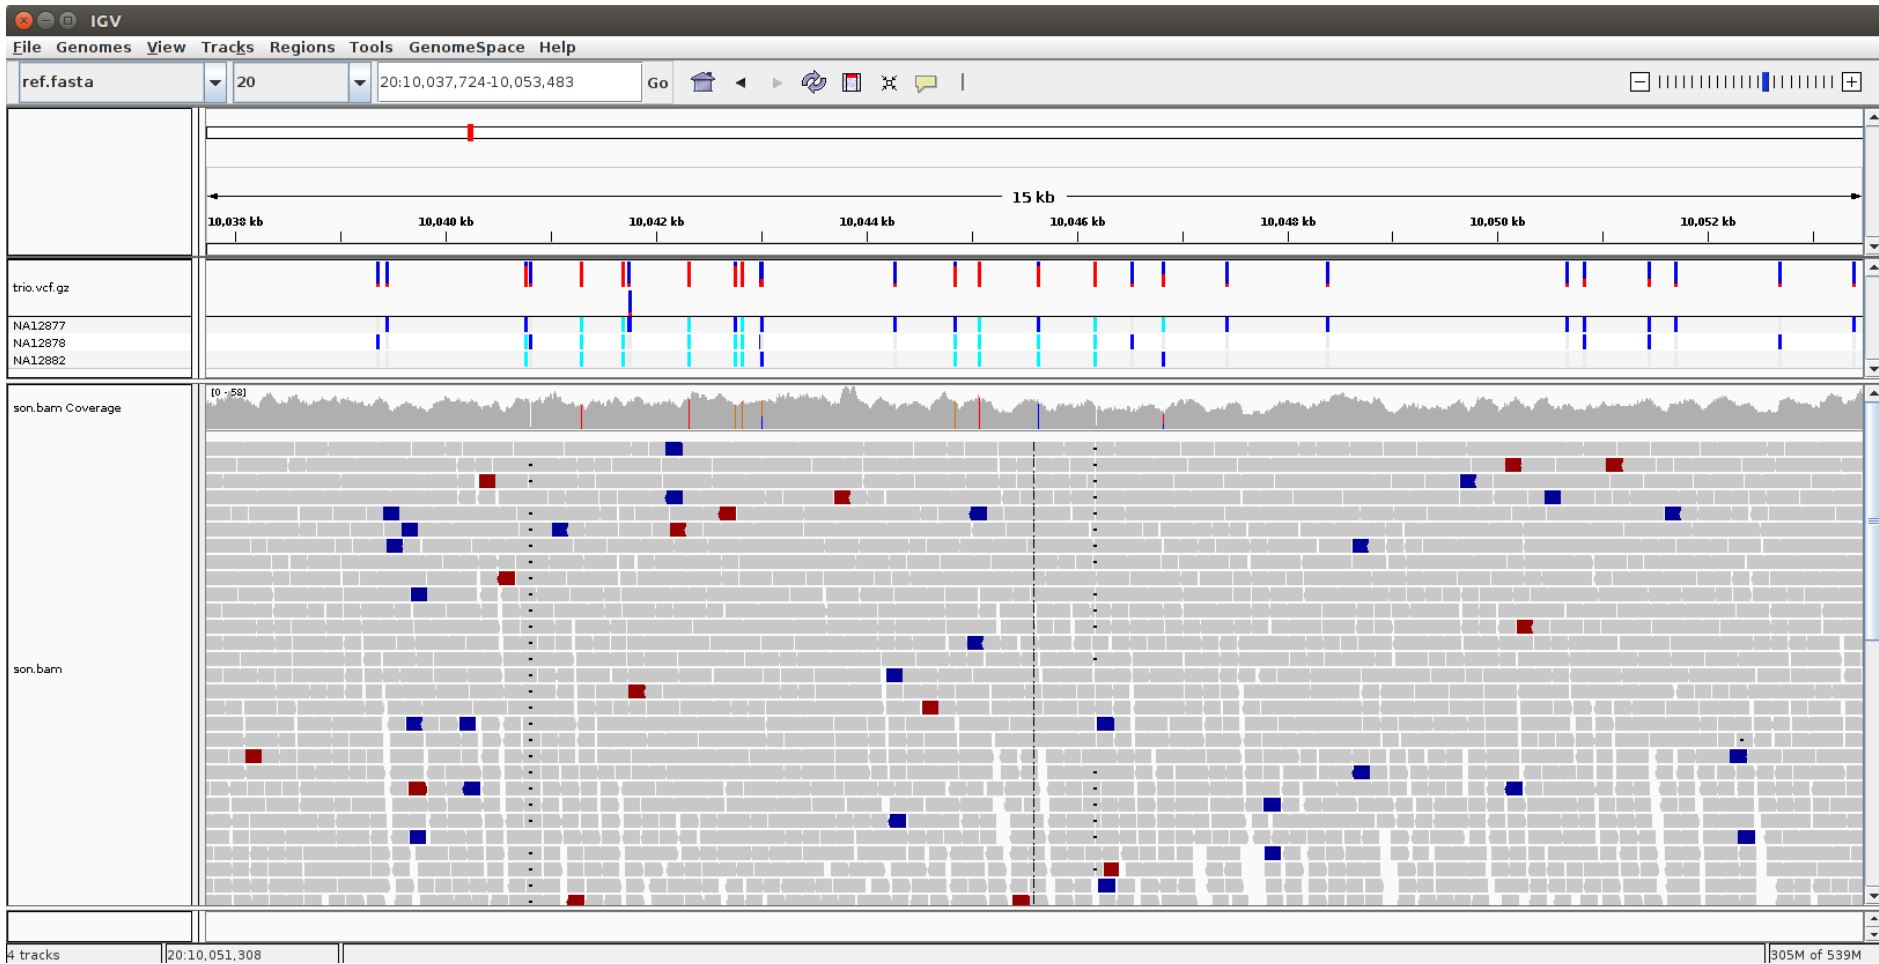 IGV
File Genomes View Tracks Regions Tools GenomeSpace Help
ref.fasta 20 20:10,037,724-10,053,483 Go
15 kb
10,038 kb 10,040 kb 10,042 kb 10,044 kb 10,046 kb 10,048 kb 10,050 kb 10,052 kb
trio.vcf.gz
NA12877
NA12878
NA12882
[0 - 58]
son.bam Coverage
son.bam
4 tracks 20:10,051,308 305M of 539M